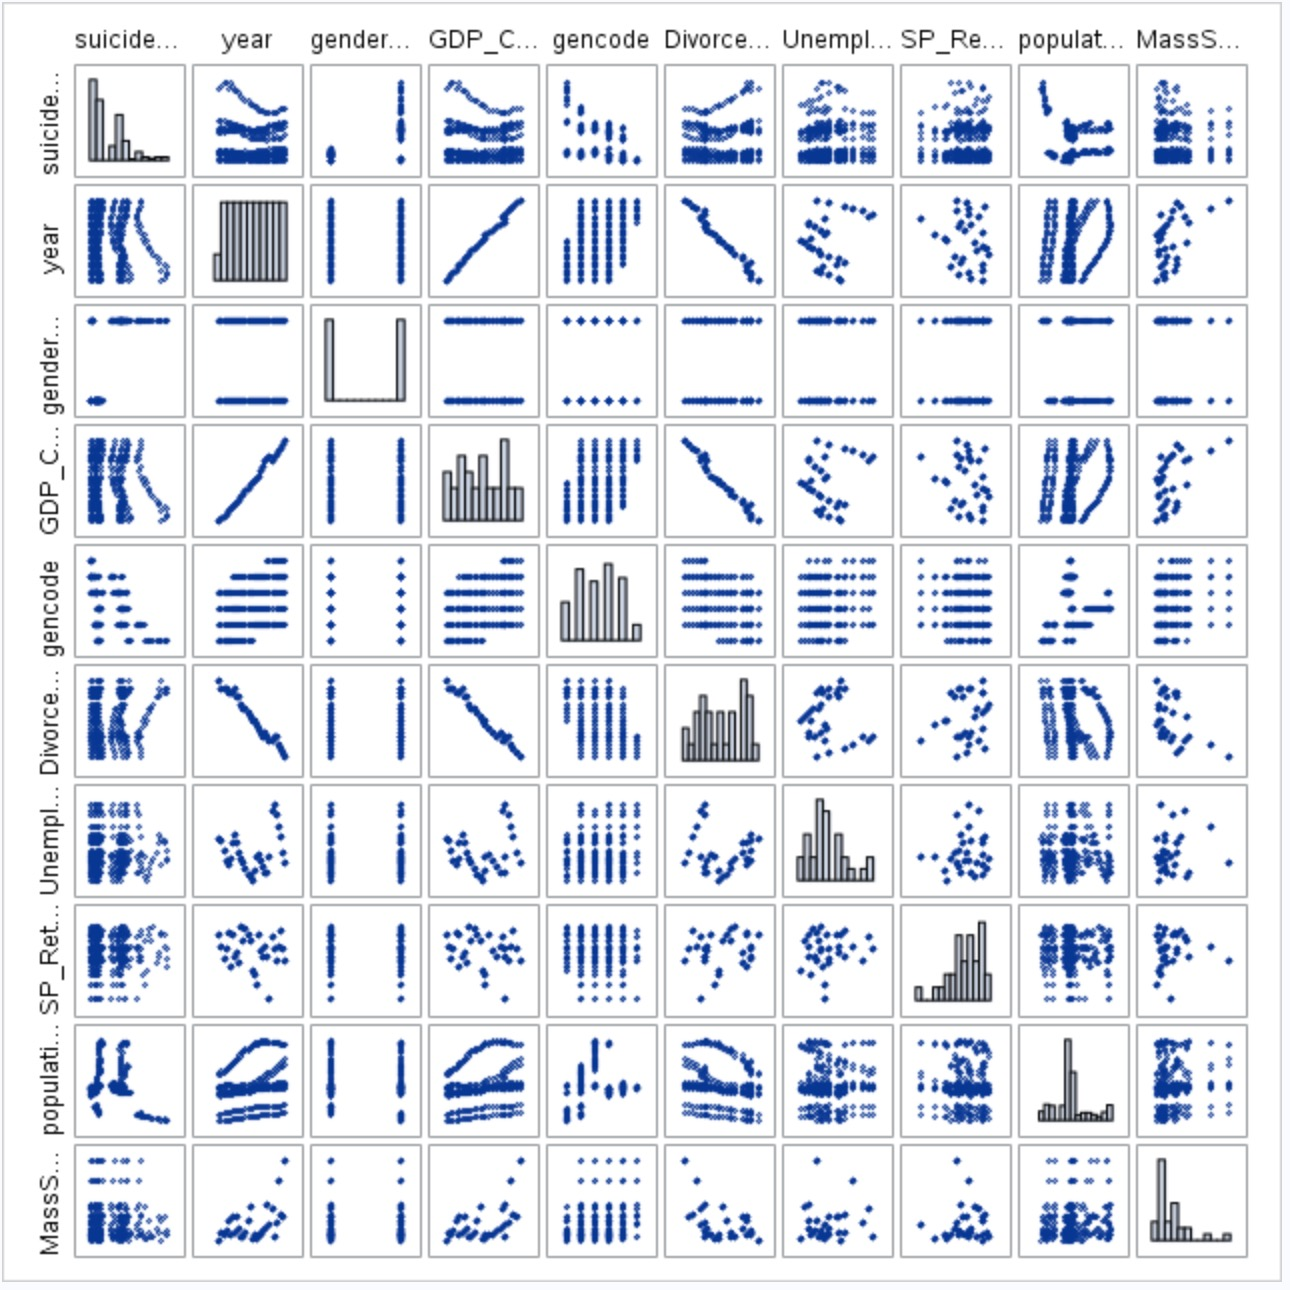 suicide... year gender... GDP_C... gencode Divorce... Unempl... SP_Re... populat... MassS...
suicide...
year
gender...
GDP_C...
gencode
Divorce...
Unempl...
SP_Ret...
populati...
MassS...